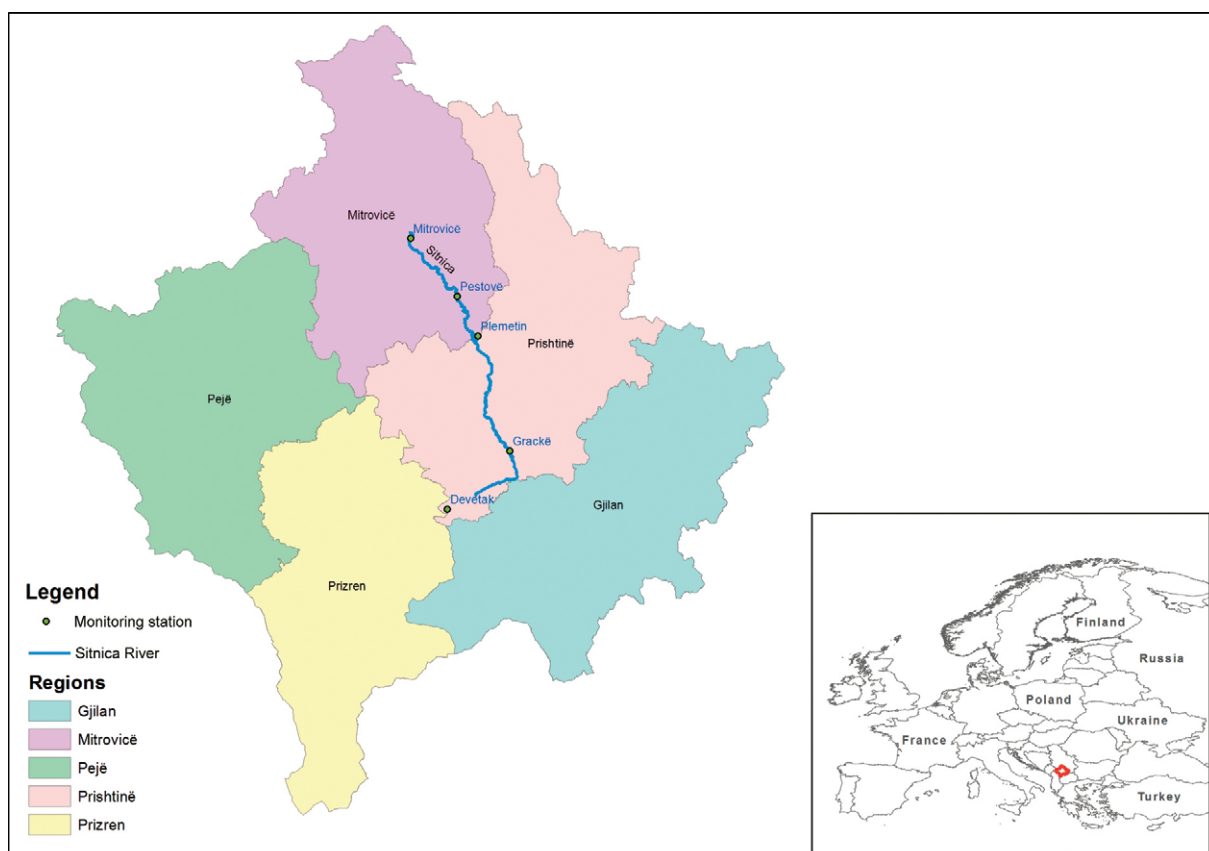 Mitrovicë
Mitrovicë
Sitnica
Pestovë
Plemetin
Prishtinë
Pejë
Grackë
Devetak
Gjilan
Prizren
Legend
Monitoring station
Sitnica River
Regions
Gjilan
Mitrovicë
Pejë
Prishtinë
Prizren
Finland
Russia
Poland
Ukraine
France
Turkey